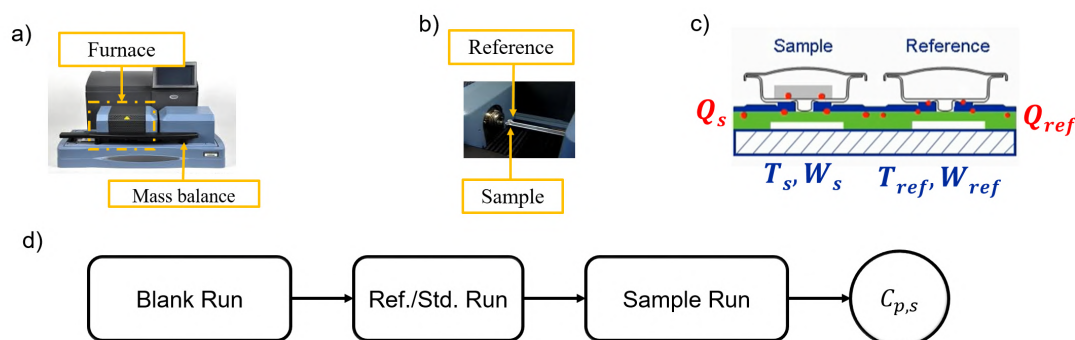 a)
Furnace
Mass balance
b)
Reference
Sample
c)
Sample Reference
Q_s Q_ref
T_s, W_s T_ref, W_ref
d)
Blank Run
Ref./Std. Run
Sample Run
C_{p,s}